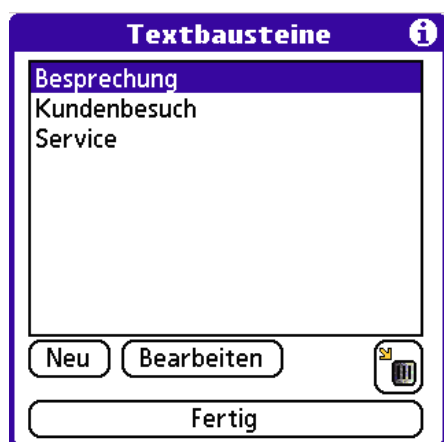 Textbausteine i
Besprechung
Kundenbesuch
Service
Neu Bearbeiten
Fertig